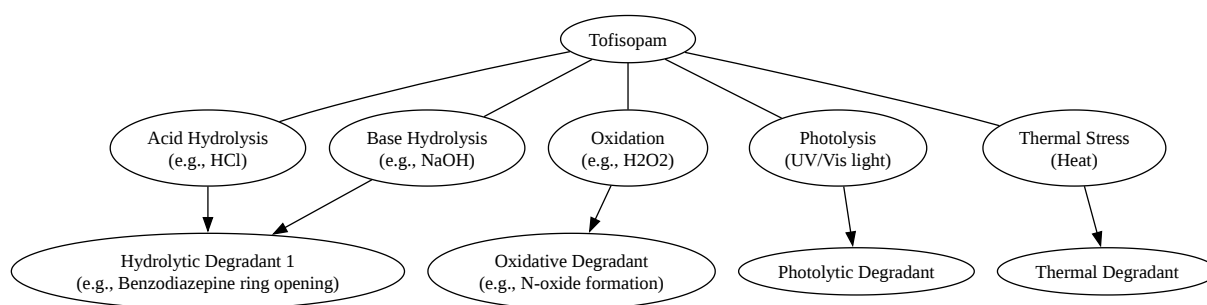 Tofisopam
Acid Hydrolysis
(e.g., HCl)
Base Hydrolysis
(e.g., NaOH)
Oxidation
(e.g., H2O2)
Photolysis
(UV/Vis light)
Thermal Stress
(Heat)
Hydrolytic Degradant 1
(e.g., Benzodiazepine ring opening)
Oxidative Degradant
(e.g., N-oxide formation)
Photolytic Degradant
Thermal Degradant